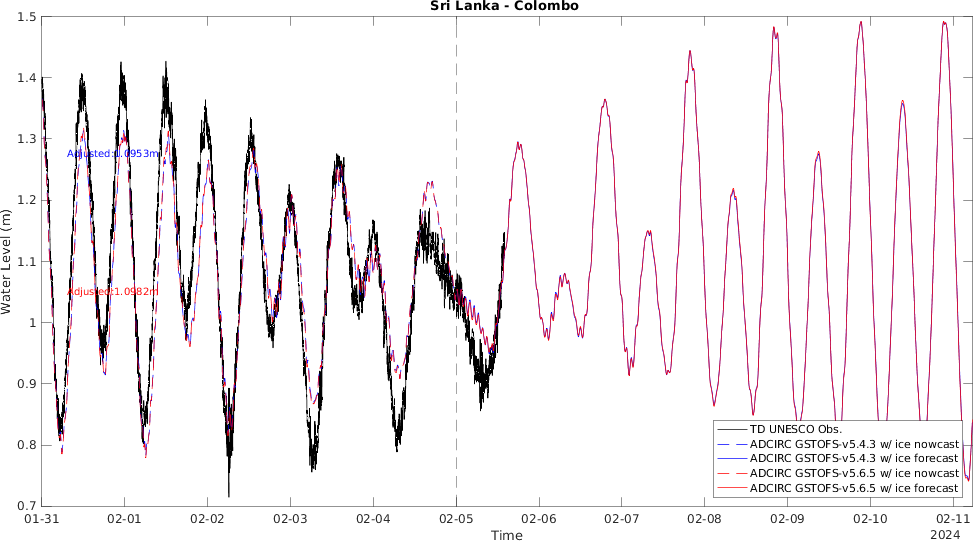 Sri Lanka - Colombo
1.5
1.4
1.3
1.2
1.1
1
0.9
0.8
0.7
Water Level (m)
Adjusted:1.0953m
Adjusted:1.0982m
TD UNESCO Obs.
ADCIRC GSTOFS-v5.4.3 w/ ice nowcast
ADCIRC GSTOFS-v5.4.3 w/ ice forecast
ADCIRC GSTOFS-v5.6.5 w/ ice nowcast
ADCIRC GSTOFS-v5.6.5 w/ ice forecast
01-31 02-01 02-02 02-03 02-04 02-05 02-06 02-07 02-08 02-09 02-10 02-11
Time
2024